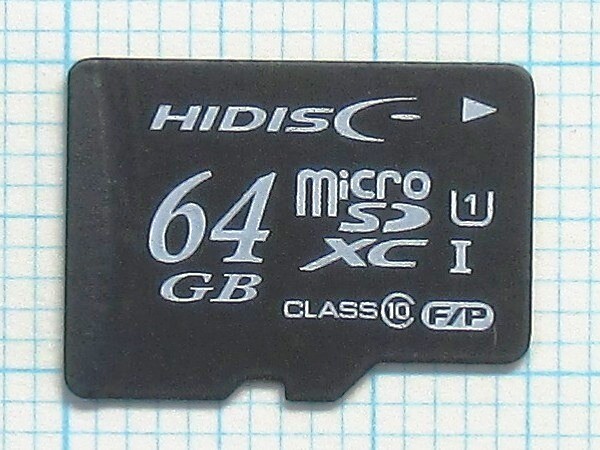 HIDISC
64
GB
micro
SD
XC I
1
CLASS 10 F/P